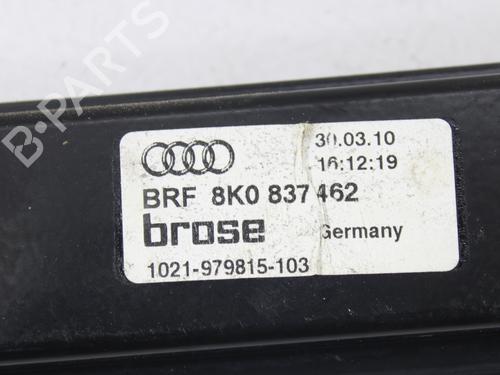 B-PARTS
30.03.10
16:12:19
BRF 8K0 837 462
brose
Germany
1021-979815-103